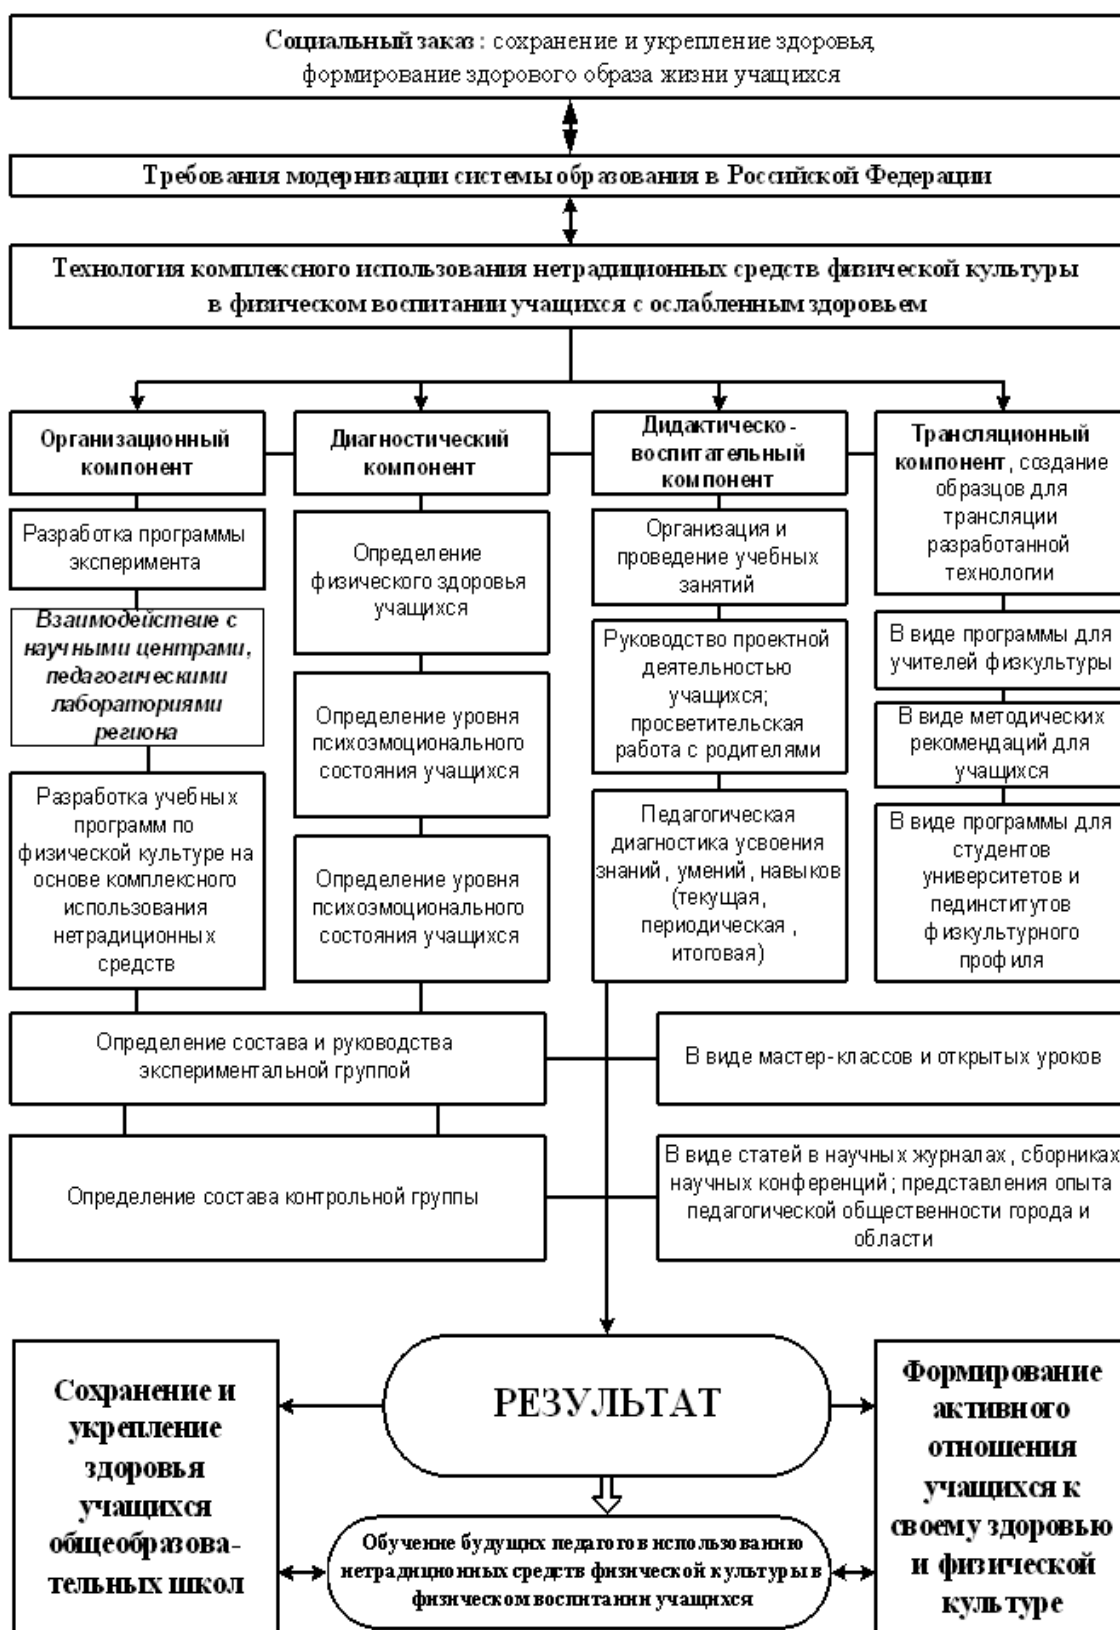 Социальный заказ : сохранение и укрепление здоровья,
формирование здорового образа жизни учащихся
Требования модернизации системы образования в Российской Федерации
Технология комплексного использования нетрадиционных средств физической культуры
в физическом воспитании учащихся с ослабленным здоровьем
Организационный
компонент
Разработка программы
эксперимента
Взаимодействие с
научными центрами,
педагогическими
лабораториями
региона
Разработка учебных
программ по
физической культуре на
основе комплексного
использования
нетрадиционных
средств
Диагностический
компонент
Определение
физического здоровья
учащихся
Определение уровня
психоэмоционального
состояния учащихся
Определение уровня
психоэмоционального
состояния учащихся
Дидактическо-
воспитательный
компонент
Организация и
проведение учебных
занятий
Руководство проектной
деятельностью
учащихся;
просветительская
работа с родителями
Педагогическая
диагностика усвоения
знаний , умений, навыков
(текущая,
периодическая ,
итоговая)
Трансляционный
компонент, создание
образцов для
трансляции
разработанной
технологии
В виде программы для
учителей физкультуры
В виде методических
рекомендаций для
учащихся
В виде программы для
студентов
университетов и
пединститутов
физкультурного
профиля
Определение состава и руководства
экспериментальной группой
В виде мастер-классов и открытых уроков
Определение состава контрольной группы
В виде статей в научных журналах , сборниках
научных конференций ; представления опыта
педагогической общественности города и
области
РЕЗУЛЬТАТ
Сохранение и
укрепление
здоровья
учащихся
общеобразова-
тельных школ
Обучение будущих педагогов использованию
нетрадиционных средств физической культуры в
физическом воспитании учащихся
Формирование
активного
отношения
учащихся к
своему здоровью
и физической
культуре